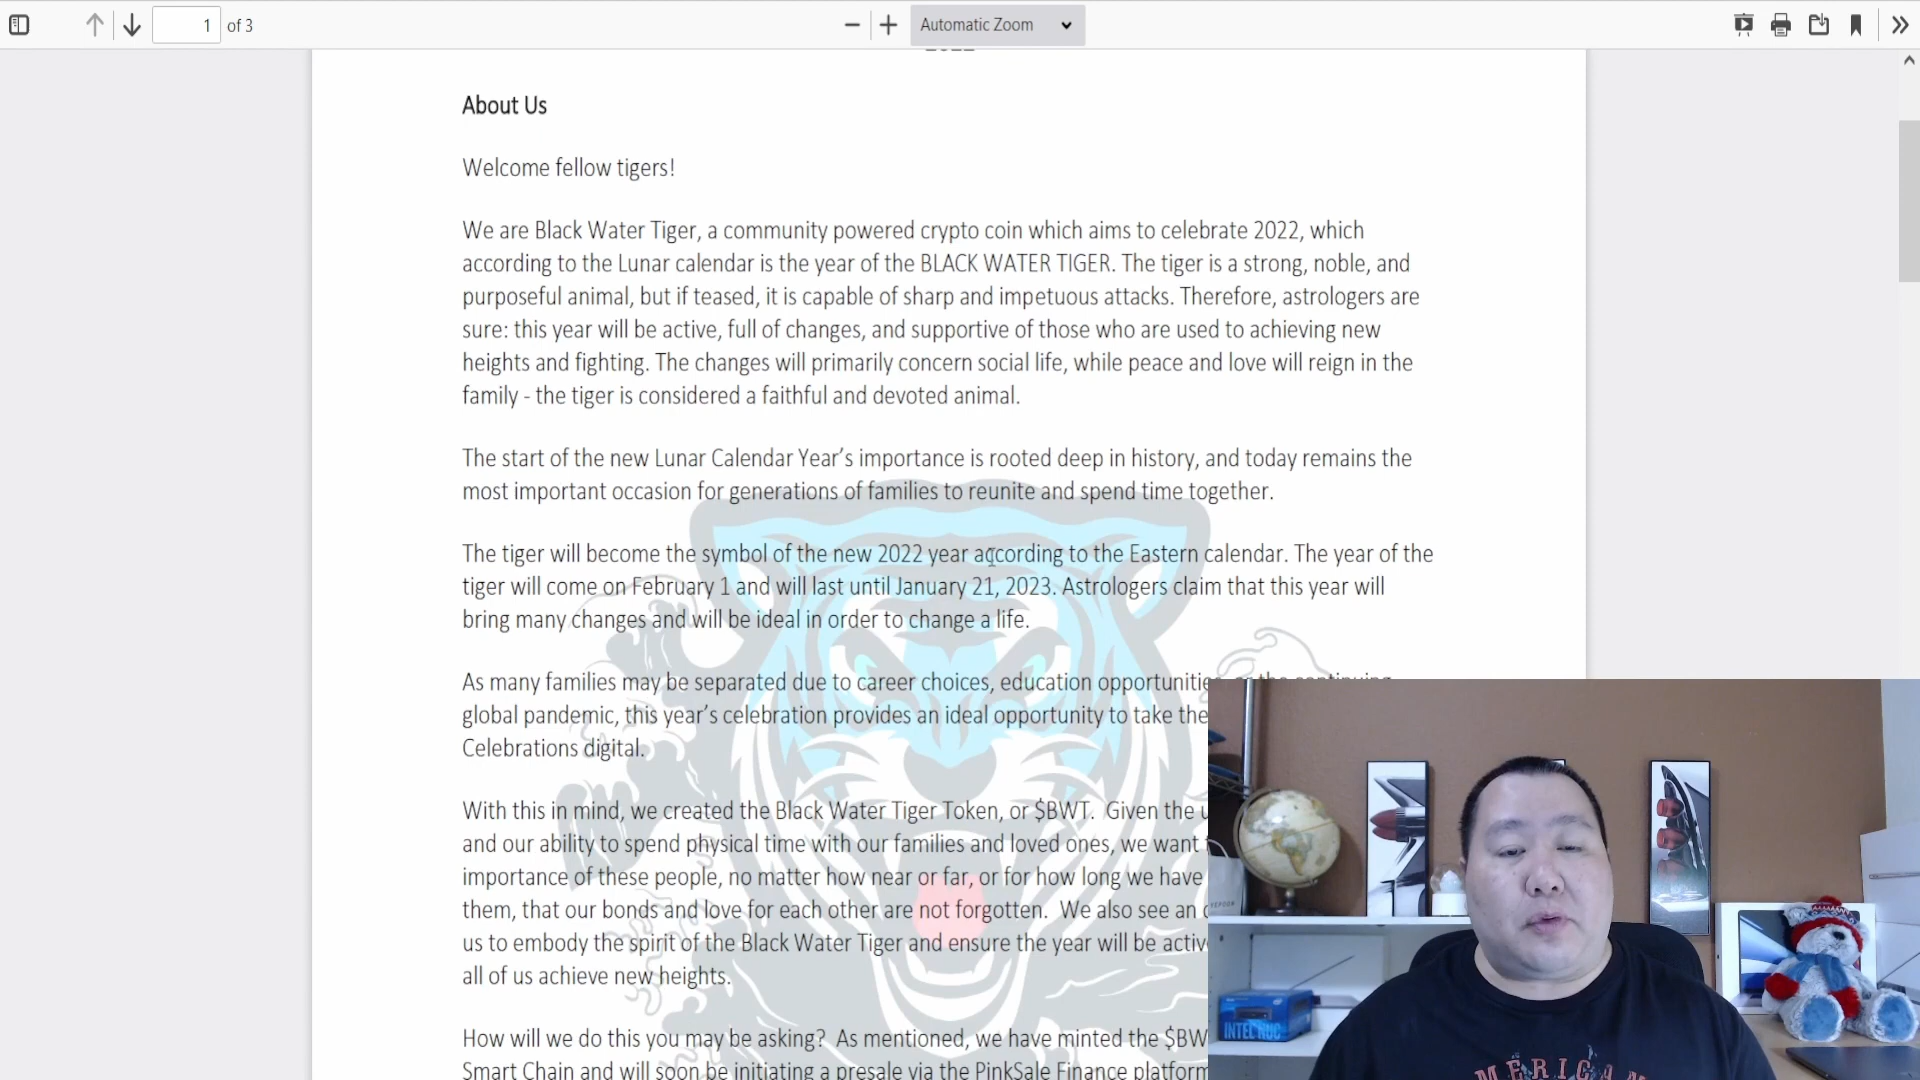 1 of 3
Automatic Zoom
2022
About Us
Welcome fellow tigers!
We are Black Water Tiger, a community powered crypto coin which aims to celebrate 2022, which
according to the Lunar calendar is the year of the BLACK WATER TIGER. The tiger is a strong, noble, and
purposeful animal, but if teased, it is capable of sharp and impetuous attacks. Therefore, astrologers are
sure: this year will be active, full of changes, and supportive of those who are used to achieving new
heights and fighting. The changes will primarily concern social life, while peace and love will reign in the
family - the tiger is considered a faithful and devoted animal.
The start of the new Lunar Calendar Year’s importance is rooted deep in history, and today remains the
most important occasion for generations of families to reunite and spend time together.
The tiger will become the symbol of the new 2022 year according to the Eastern calendar. The year of the
tiger will come on February 1 and will last until January 21, 2023. Astrologers claim that this year will
bring many changes and will be ideal in order to change a life.
As many families may be separated due to career choices, education opportunities, or the continuing
global pandemic, this year’s celebration provides an ideal opportunity to take the
Celebrations digital.
With this in mind, we created the Black Water Tiger Token, or $BWT. Given the
and our ability to spend physical time with our families and loved ones, we want
importance of these people, no matter how near or far, or for how long we have
them, that our bonds and love for each other are not forgotten. We also see an
us to embody the spirit of the Black Water Tiger and ensure the year will be
all of us achieve new heights.
How will we do this you may be asking? As mentioned, we have minted the
Smart Chain and will soon be initiating a presale via the PinkSale Finance platform
INTEL NUC
MERICAN